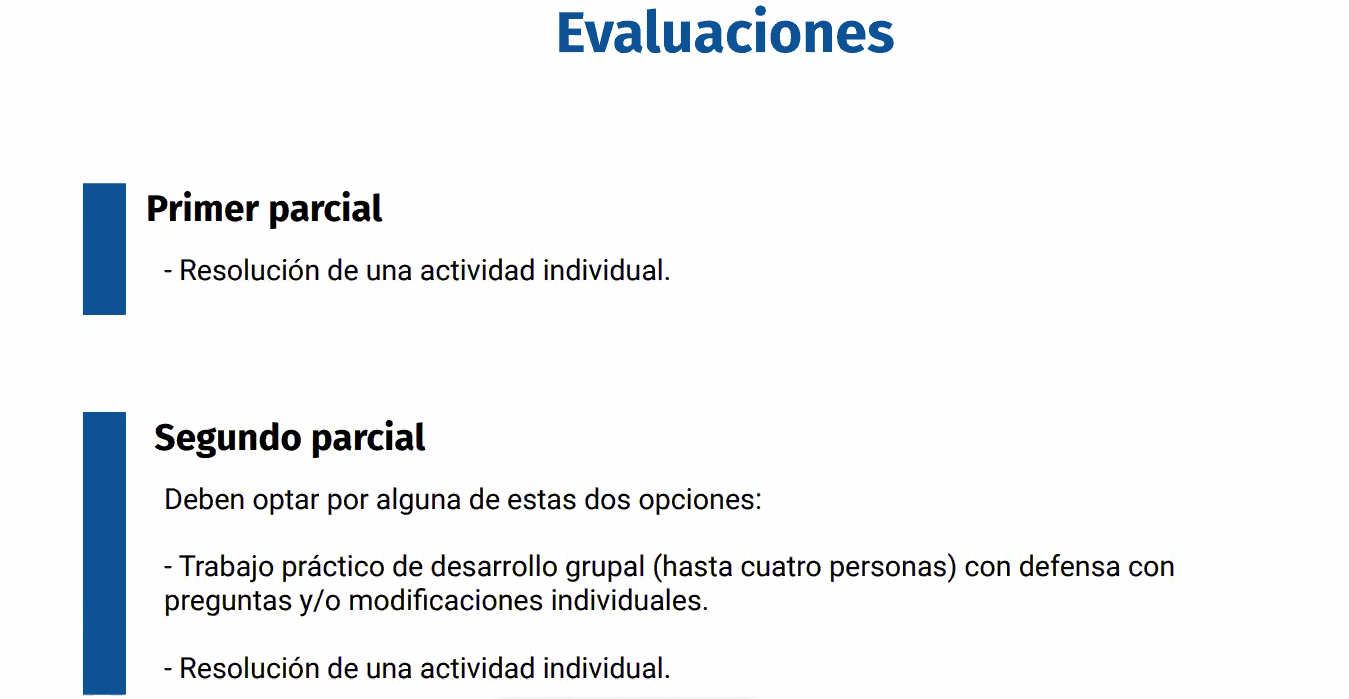 Evaluaciones
Primer parcial
- Resolución de una actividad individual.
Segundo parcial
Deben optar por alguna de estas dos opciones:
- Trabajo práctico de desarrollo grupal (hasta cuatro personas) con defensa con
preguntas y/o modificaciones individuales.
- Resolución de una actividad individual.